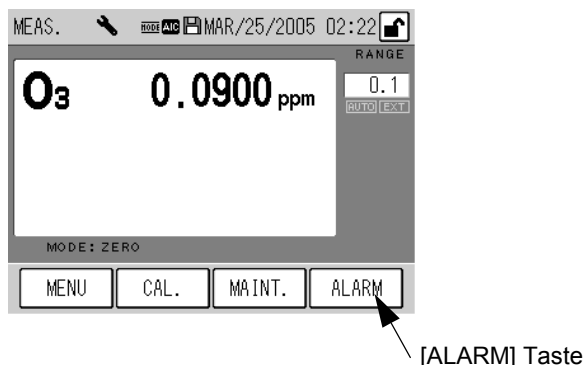 MEAS. MODE AIC MAR/25/2005 02:22
RANGE
O3 0.0900 ppm 0.1
AUTO EXT
MODE: ZERO
MENU CAL. MAINT. ALARM
[ALARM] Taste